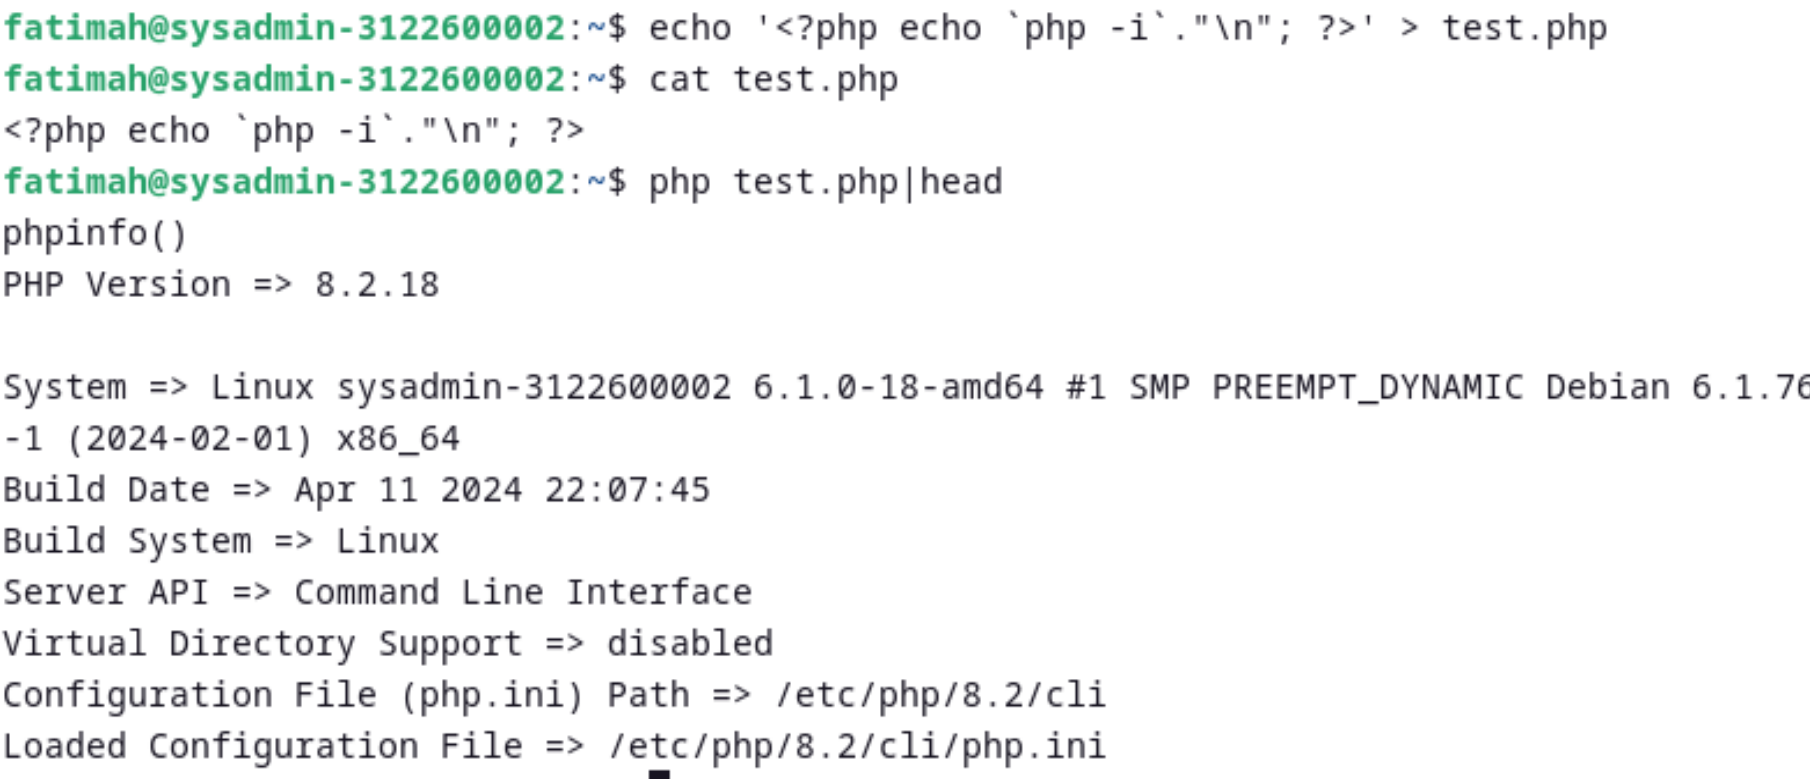 fatimah@sysadmin-3122600002:~$ echo '<?php echo `php -i`."\n"; ?>' > test.php
fatimah@sysadmin-3122600002:~$ cat test.php
<?php echo `php -i`."\n"; ?>
fatimah@sysadmin-3122600002:~$ php test.php|head
phpinfo()
PHP Version => 8.2.18

System => Linux sysadmin-3122600002 6.1.0-18-amd64 #1 SMP PREEMPT_DYNAMIC Debian 6.1.76
-1 (2024-02-01) x86_64
Build Date => Apr 11 2024 22:07:45
Build System => Linux
Server API => Command Line Interface
Virtual Directory Support => disabled
Configuration File (php.ini) Path => /etc/php/8.2/cli
Loaded Configuration File => /etc/php/8.2/cli/php.ini